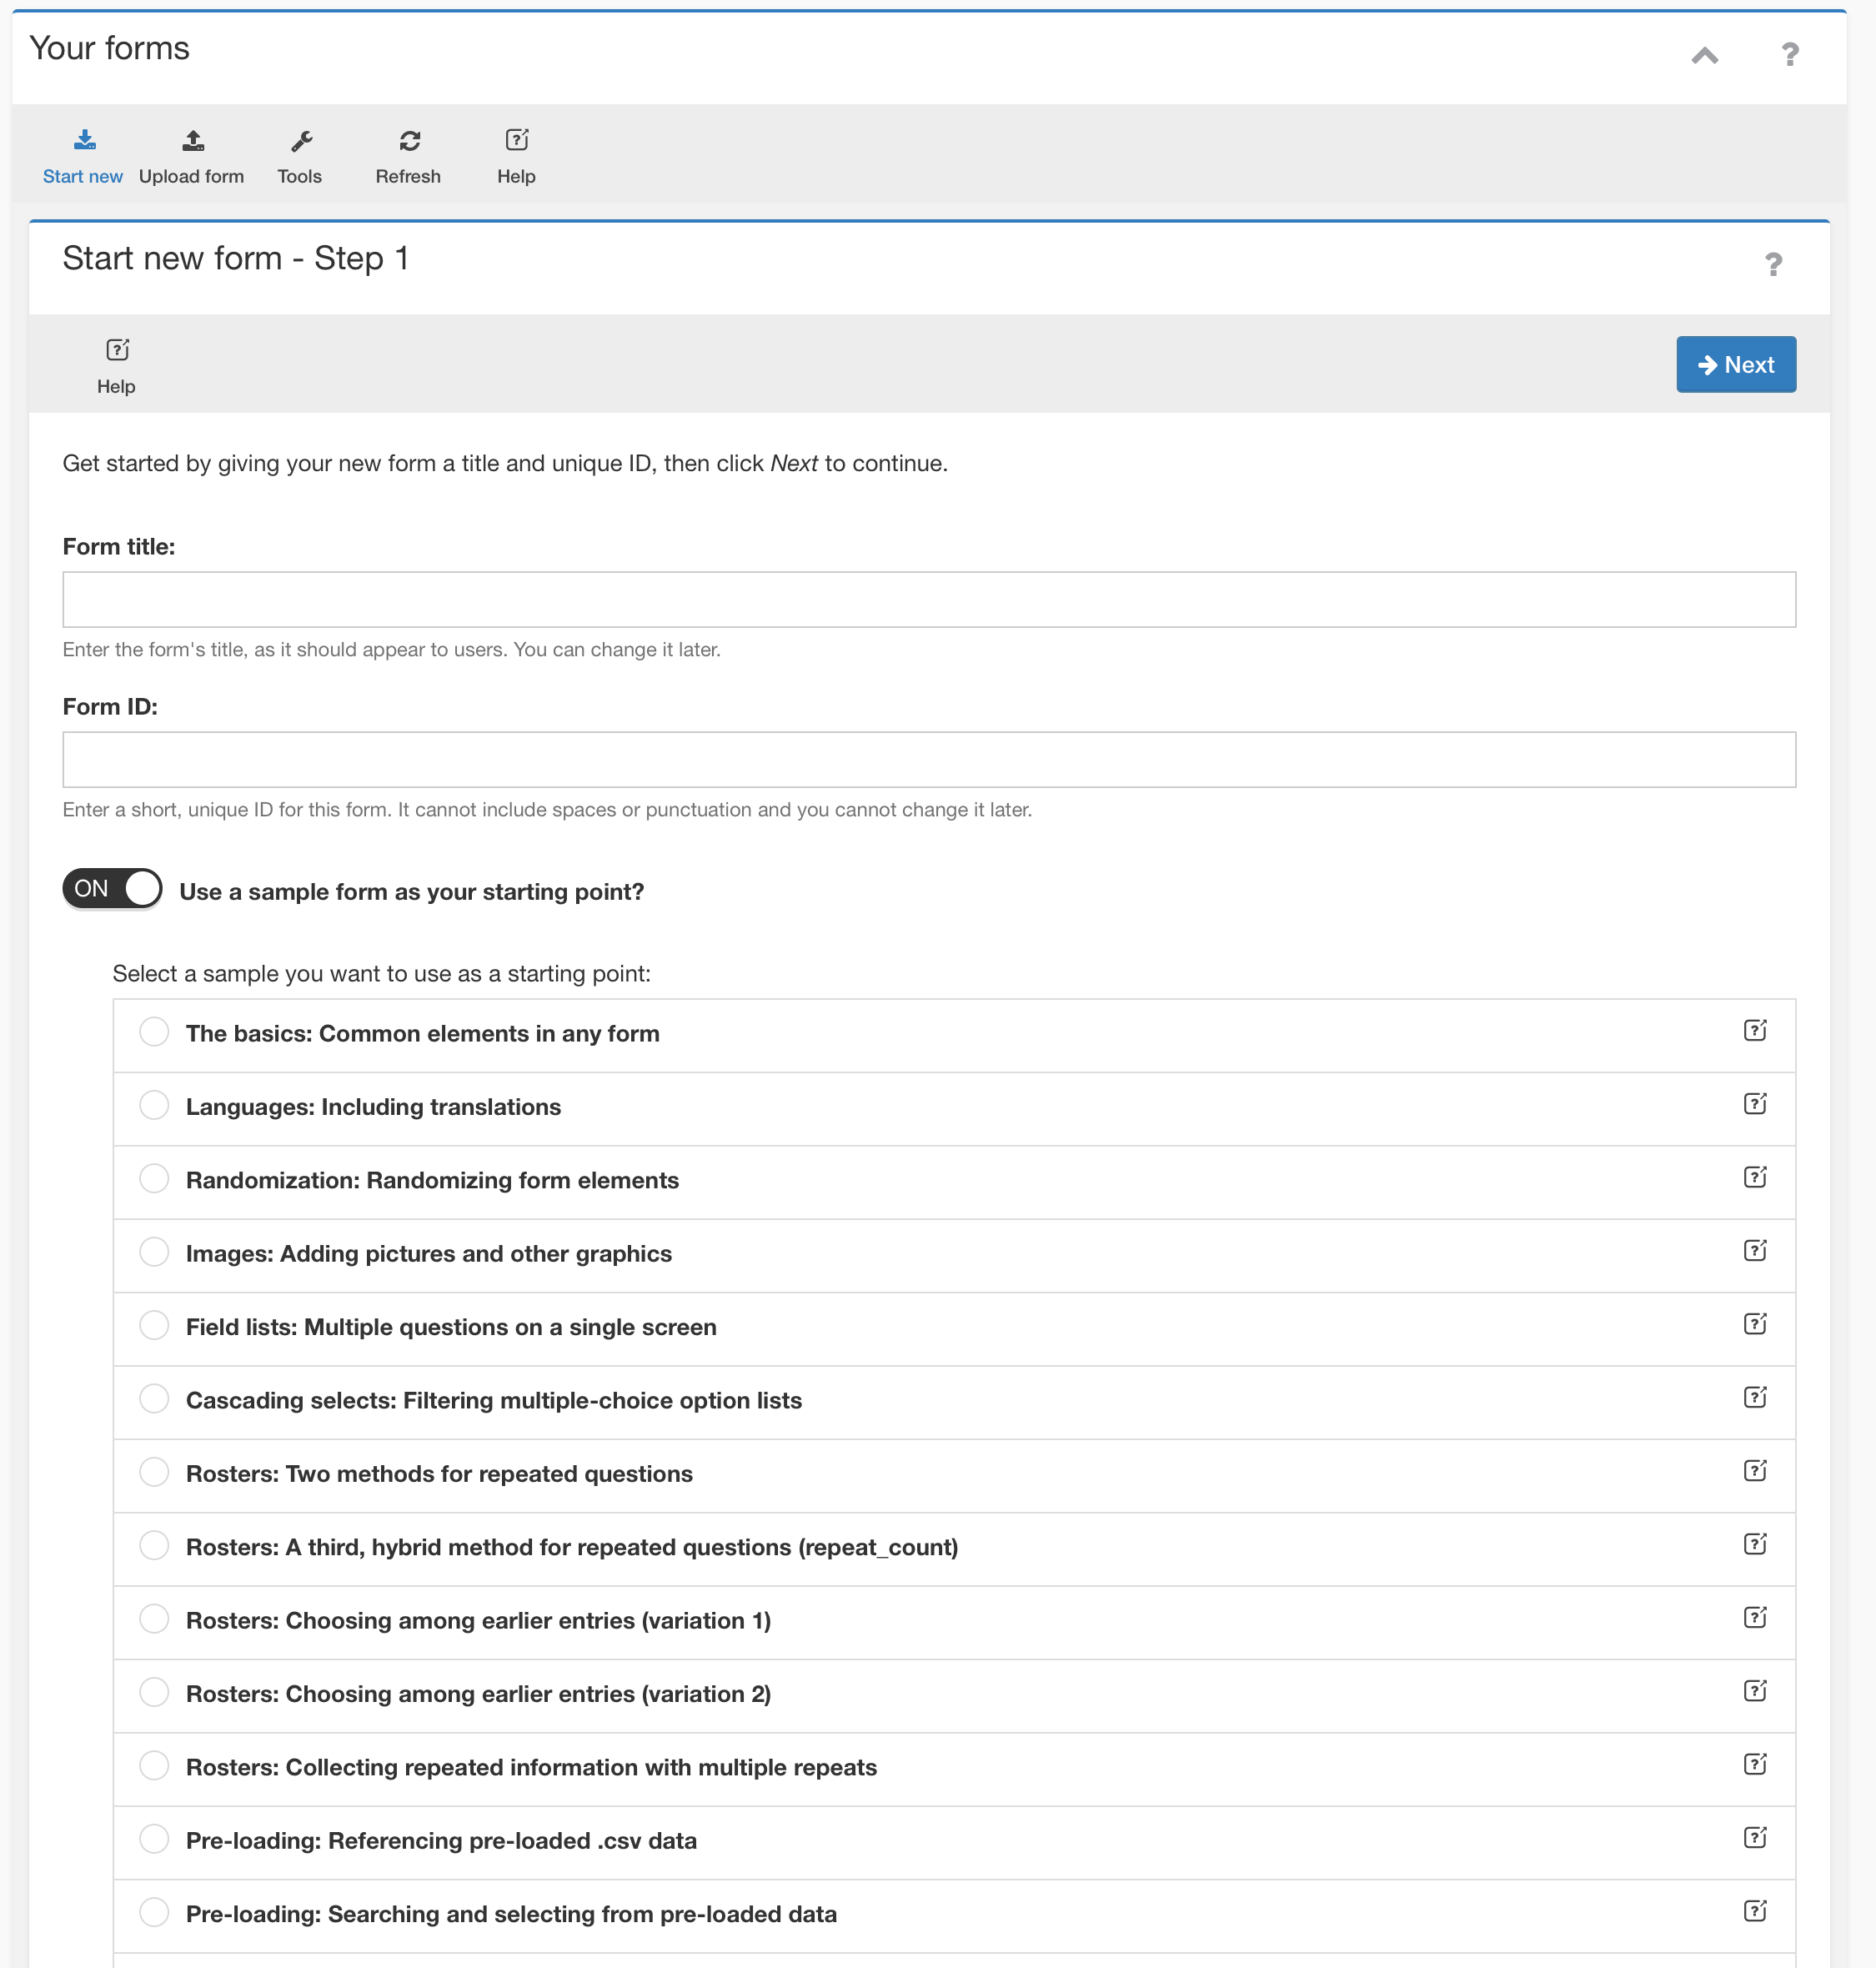 Your forms
?
Start new Upload form Tools Refresh Help
Start new form - Step 1
?
Help
Next
Get started by giving your new form a title and unique ID, then click Next to continue.
Form title:
Enter the form's title, as it should appear to users. You can change it later.
Form ID:
Enter a short, unique ID for this form. It cannot include spaces or punctuation and you cannot change it later.
ON Use a sample form as your starting point?
Select a sample you want to use as a starting point:
The basics: Common elements in any form
Languages: Including translations
Randomization: Randomizing form elements
Images: Adding pictures and other graphics
Field lists: Multiple questions on a single screen
Cascading selects: Filtering multiple-choice option lists
Rosters: Two methods for repeated questions
Rosters: A third, hybrid method for repeated questions (repeat_count)
Rosters: Choosing among earlier entries (variation 1)
Rosters: Choosing among earlier entries (variation 2)
Rosters: Collecting repeated information with multiple repeats
Pre-loading: Referencing pre-loaded .csv data
Pre-loading: Searching and selecting from pre-loaded data